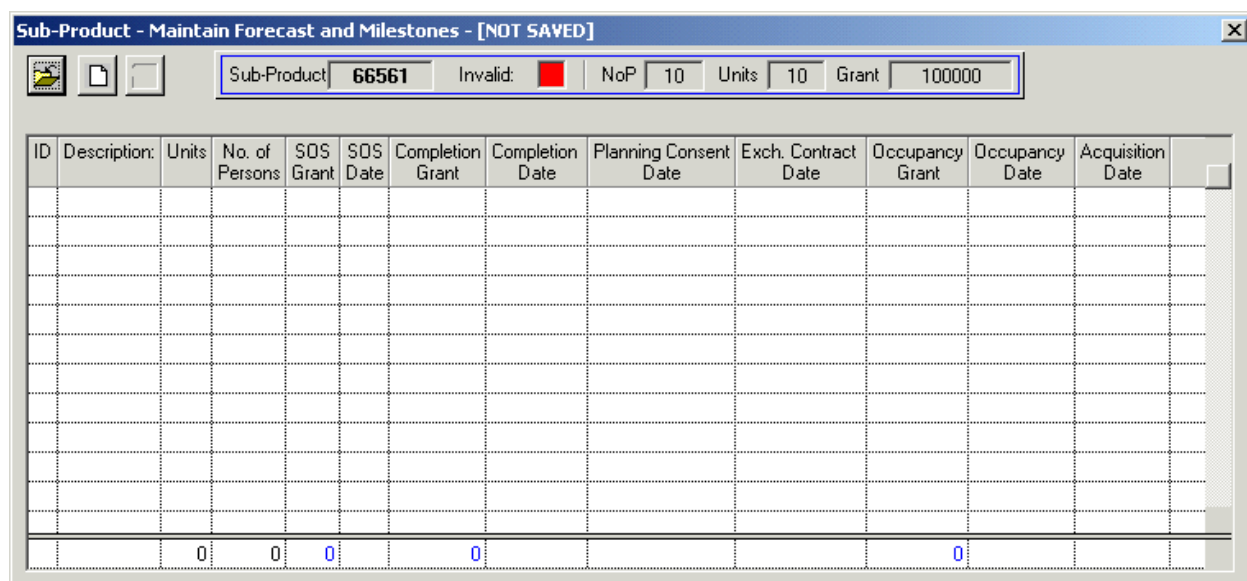 Sub-Product - Maintain Forecast and Milestones - [NOT SAVED]
Sub-Product 66561 Invalid: NoP 10 Units 10 Grant 100000
ID Description: Units No. of Persons SOS Grant SOS Date Completion Grant Completion Date Planning Consent Date Exch. Contract Date Occupancy Grant Occupancy Date Acquisition Date
0 0 0 0 0